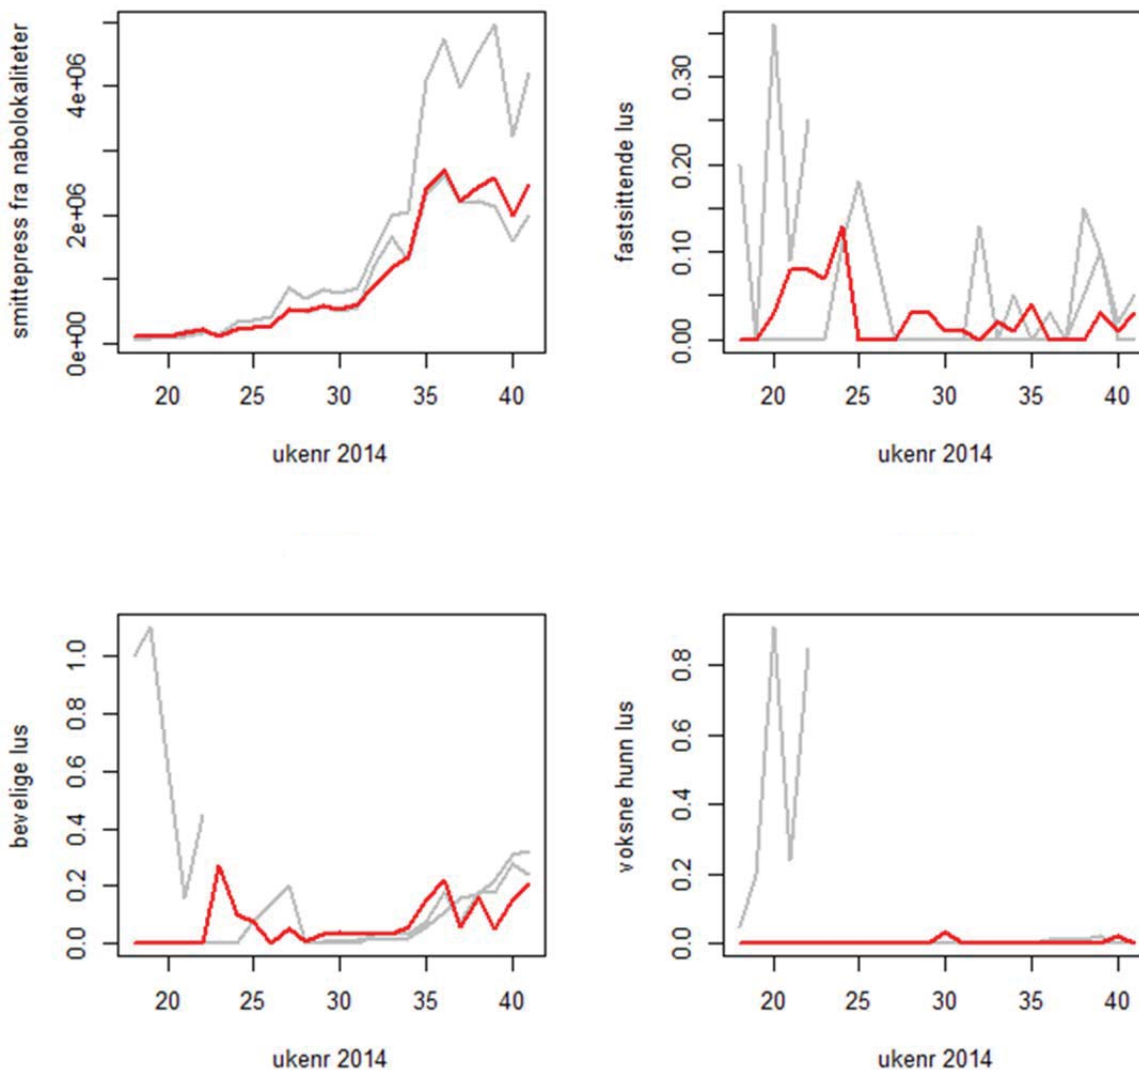 smittepress fra nabolokaliteter
4e+06
2e+06
0e+00
20 25 30 35 40
ukenr 2014
fastsittende lus
0.30
0.20
0.10
0.00
20 25 30 35 40
ukenr 2014
bevelige lus
1.0
0.8
0.6
0.4
0.2
0.0
20 25 30 35 40
ukenr 2014
voksne hunn lus
0.8
0.6
0.4
0.2
0.0
20 25 30 35 40
ukenr 2014